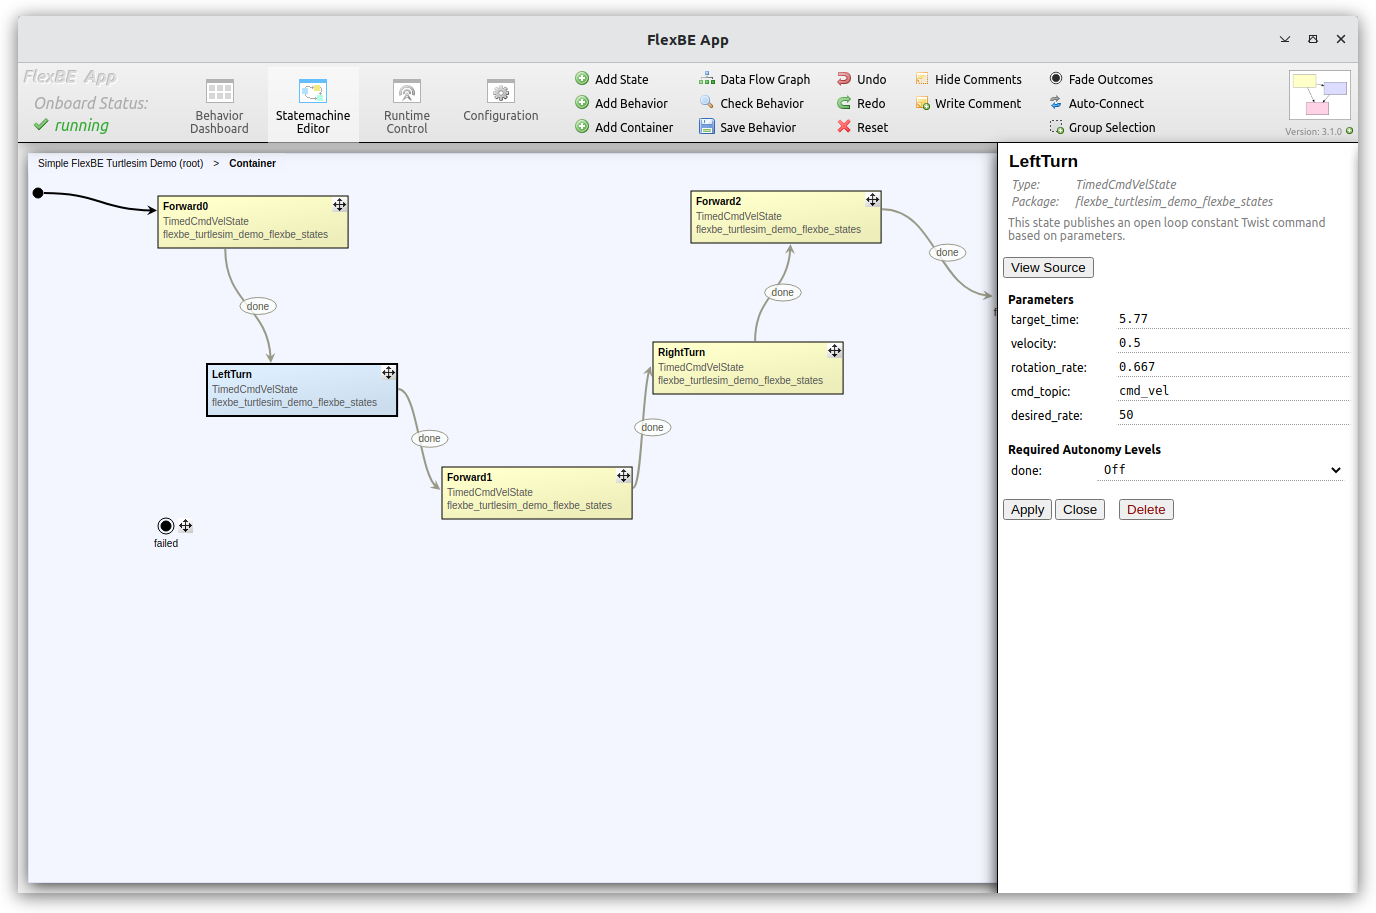 FlexBE App
FlexBE App
Onboard Status:
running
Behavior
Dashboard
Statemachine
Editor
Runtime
Control
Configuration
Add State
Add Behavior
Add Container
Data Flow Graph
Check Behavior
Save Behavior
Undo
Redo
Reset
Hide Comments
Write Comment
Fade Outcomes
Auto-Connect
Group Selection
Version: 3.1.0
Simple FlexBE Turtlesim Demo (root) > Container
Forward0
TimedCmdVelState
flexbe_turtlesim_demo_flexbe_states
done
LeftTurn
TimedCmdVelState
flexbe_turtlesim_demo_flexbe_states
done
Forward1
TimedCmdVelState
flexbe_turtlesim_demo_flexbe_states
done
RightTurn
TimedCmdVelState
flexbe_turtlesim_demo_flexbe_states
done
Forward2
TimedCmdVelState
flexbe_turtlesim_demo_flexbe_states
done
failed
LeftTurn
Type: TimedCmdVelState
Package: flexbe_turtlesim_demo_flexbe_states
This state publishes an open loop constant Twist command
based on parameters.
View Source
Parameters
target_time: 5.77
velocity: 0.5
rotation_rate: 0.667
cmd_topic: cmd_vel
desired_rate: 50
Required Autonomy Levels
done: Off
Apply Close Delete